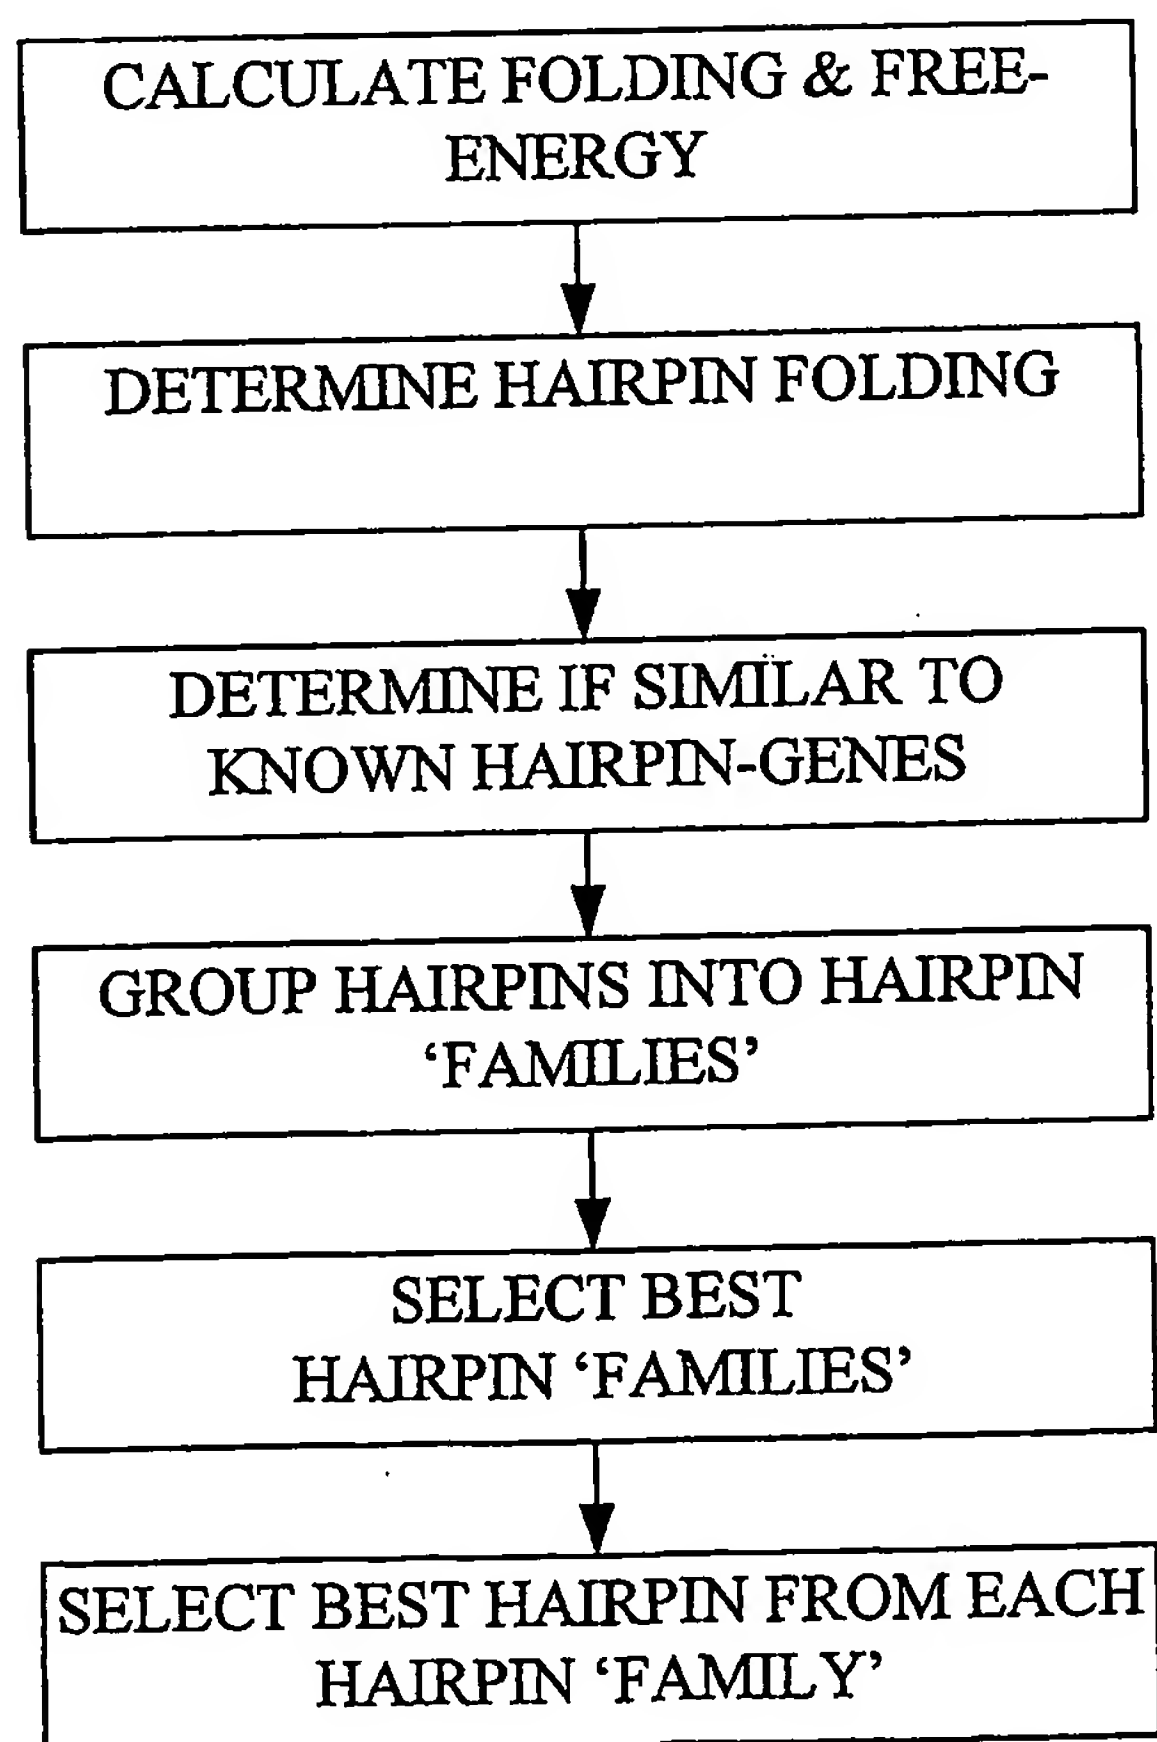 CALCULATE FOLDING & FREE-
ENERGY
DETERMINE HAIRPIN FOLDING
DETERMINE IF SIMILAR TO
KNOWN HAIRPIN-GENES
GROUP HAIRPINS INTO HAIRPIN
‘FAMILIES’
SELECT BEST
HAIRPIN ‘FAMILIES’
SELECT BEST HAIRPIN FROM EACH
HAIRPIN ‘FAMILY’